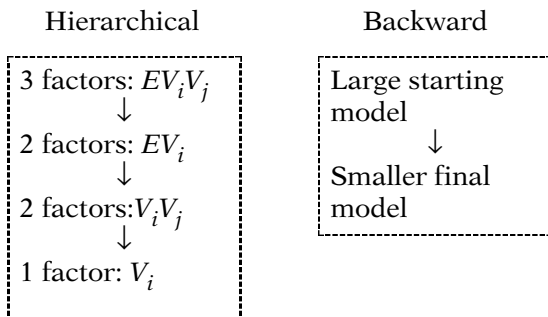 Hierarchical
3 factors: EVᵢVⱼ
↓
2 factors: EVᵢ
↓
2 factors:VᵢVⱼ
↓
1 factor: Vᵢ
Backward
Large starting
model
↓
Smaller final
model